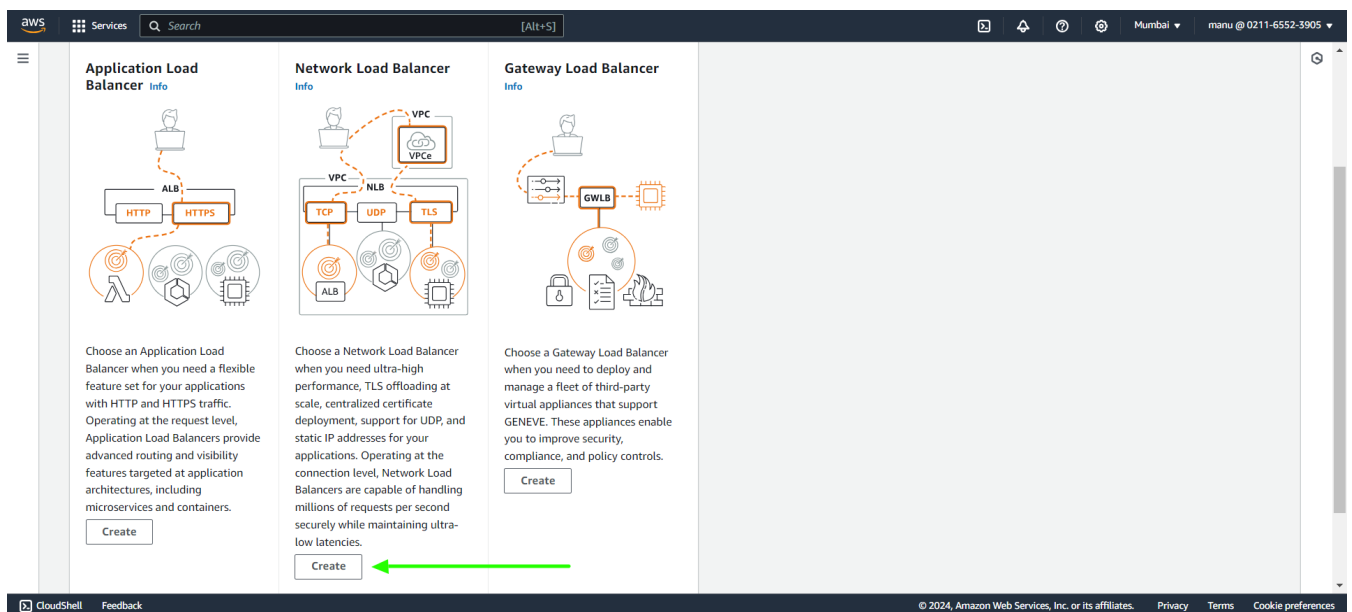 aws
Services
Search
[Alt+S]
Mumbai
manu @ 0211-6552-3905
Application Load
Balancer Info
ALB
HTTP
HTTPS
Choose an Application Load
Balancer when you need a flexible
feature set for your applications
with HTTP and HTTPS traffic.
Operating at the request level,
Application Load Balancers provide
advanced routing and visibility
features targeted at application
architectures, including
microservices and containers.
Create
Network Load Balancer
Info
VPC
VPCe
VPC
NLB
TCP
UDP
TLS
ALB
Choose a Network Load Balancer
when you need ultra-high
performance, TLS offloading at
scale, centralized certificate
deployment, support for UDP, and
static IP addresses for your
applications. Operating at the
connection level, Network Load
Balancers are capable of handling
millions of requests per second
securely while maintaining ultra-
low latencies.
Create
Gateway Load Balancer
Info
GWLB
Choose a Gateway Load Balancer
when you need to deploy and
manage a fleet of third-party
virtual appliances that support
GENEVE. These appliances enable
you to improve security,
compliance, and policy controls.
Create
CloudShell
Feedback
© 2024, Amazon Web Services, Inc. or its affiliates.
Privacy
Terms
Cookie preferences